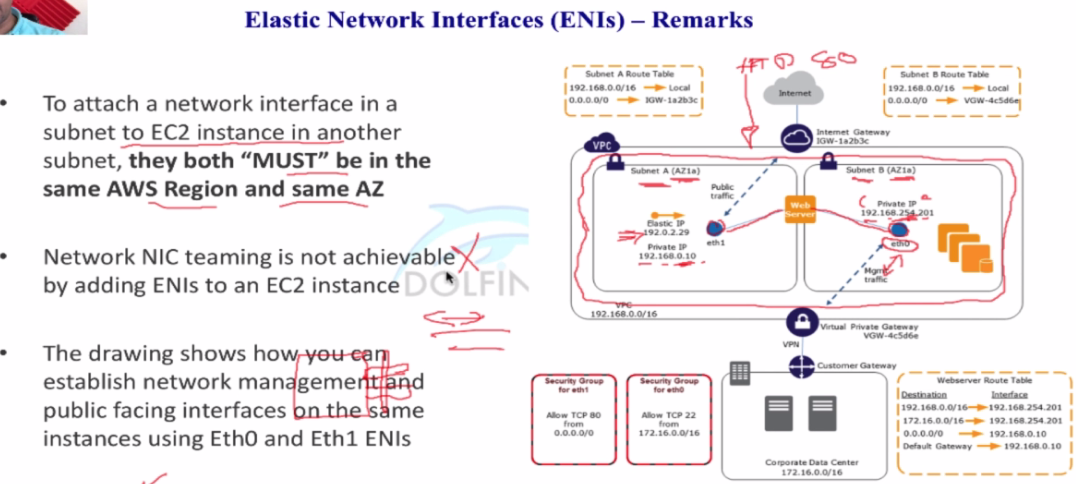 Elastic Network Interfaces (ENIs) – Remarks
• To attach a network interface in a
subnet to EC2 instance in another
subnet, they both “MUST” be in the
same AWS Region and same AZ
• Network NIC teaming is not achievable
by adding ENIs to an EC2 instance
DOLFIN
• The drawing shows how you can
establish network management and
public facing interfaces on the same
instances using Eth0 and Eth1 ENIs
Subnet A Route Table
192.168.0.0/16 Local
0.0.0.0/0 IGW-1a2b3c
Internet
Subnet B Route Table
192.168.0.0/16 Local
0.0.0.0/0 VGW-4c5d6e
Internet Gateway
IGW-1a2b3c
VPC
Subnet A (AZ1a)
Subnet B (AZ1a)
Public
traffic
Web
Server
Private IP
192.168.254.201
Elastic IP
192.0.2.29
eth1
eth0
Private IP
192.168.0.10
Mgmt
traffic
VPC
192.168.0.0/16
Virtual Private Gateway
VGW-4c5d6e
VPN
Customer Gateway
Security Group
for eth1
Allow TCP 80
from
0.0.0.0/0
Security Group
for eth0
Allow TCP 22
from
172.16.0.0/16
Corporate Data Center
172.16.0.0/16
Webserver Route Table
Destination Interface
192.168.0.0/16 192.168.254.201
172.16.0.0/16 192.168.254.201
0.0.0.0/0 192.168.0.10
Default Gateway 192.168.0.10